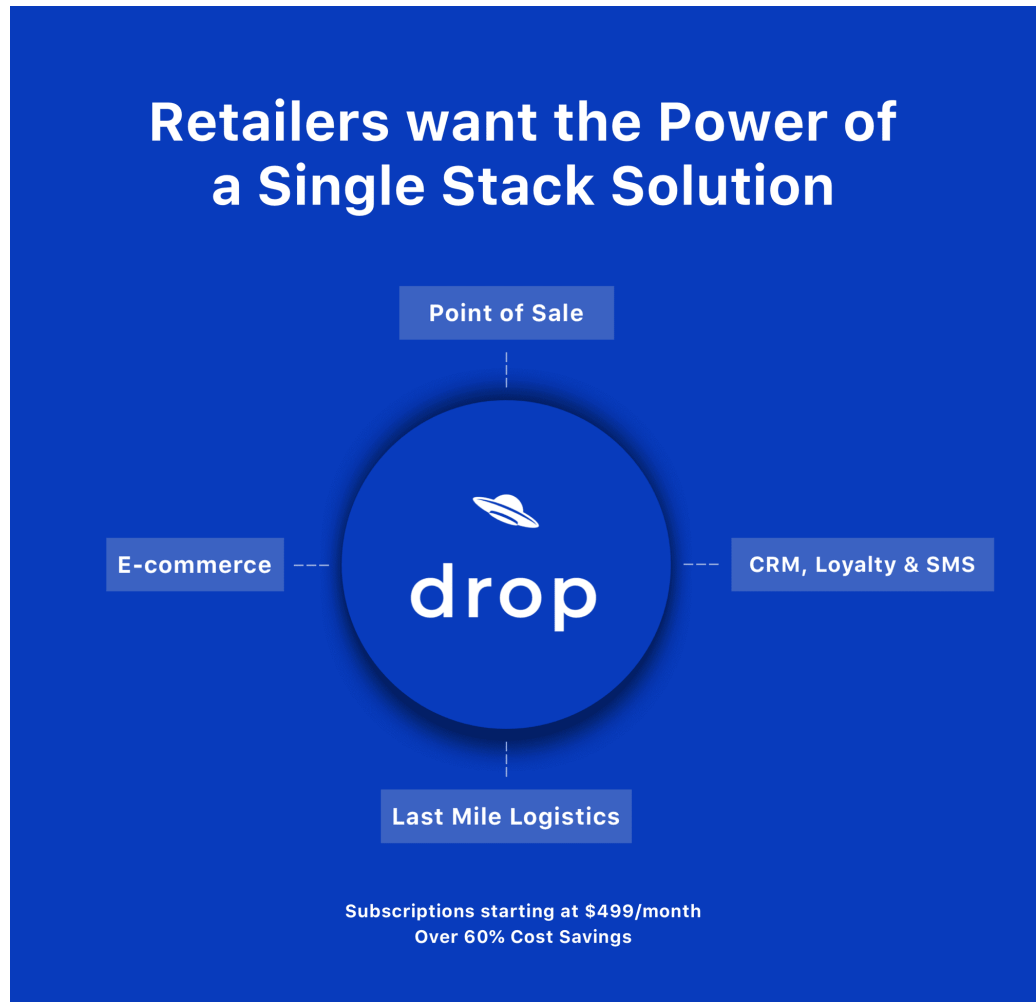 Retailers want the Power of
a Single Stack Solution
Point of Sale
E-commerce
drop
CRM, Loyalty & SMS
Last Mile Logistics
Subscriptions starting at $499/month
Over 60% Cost Savings